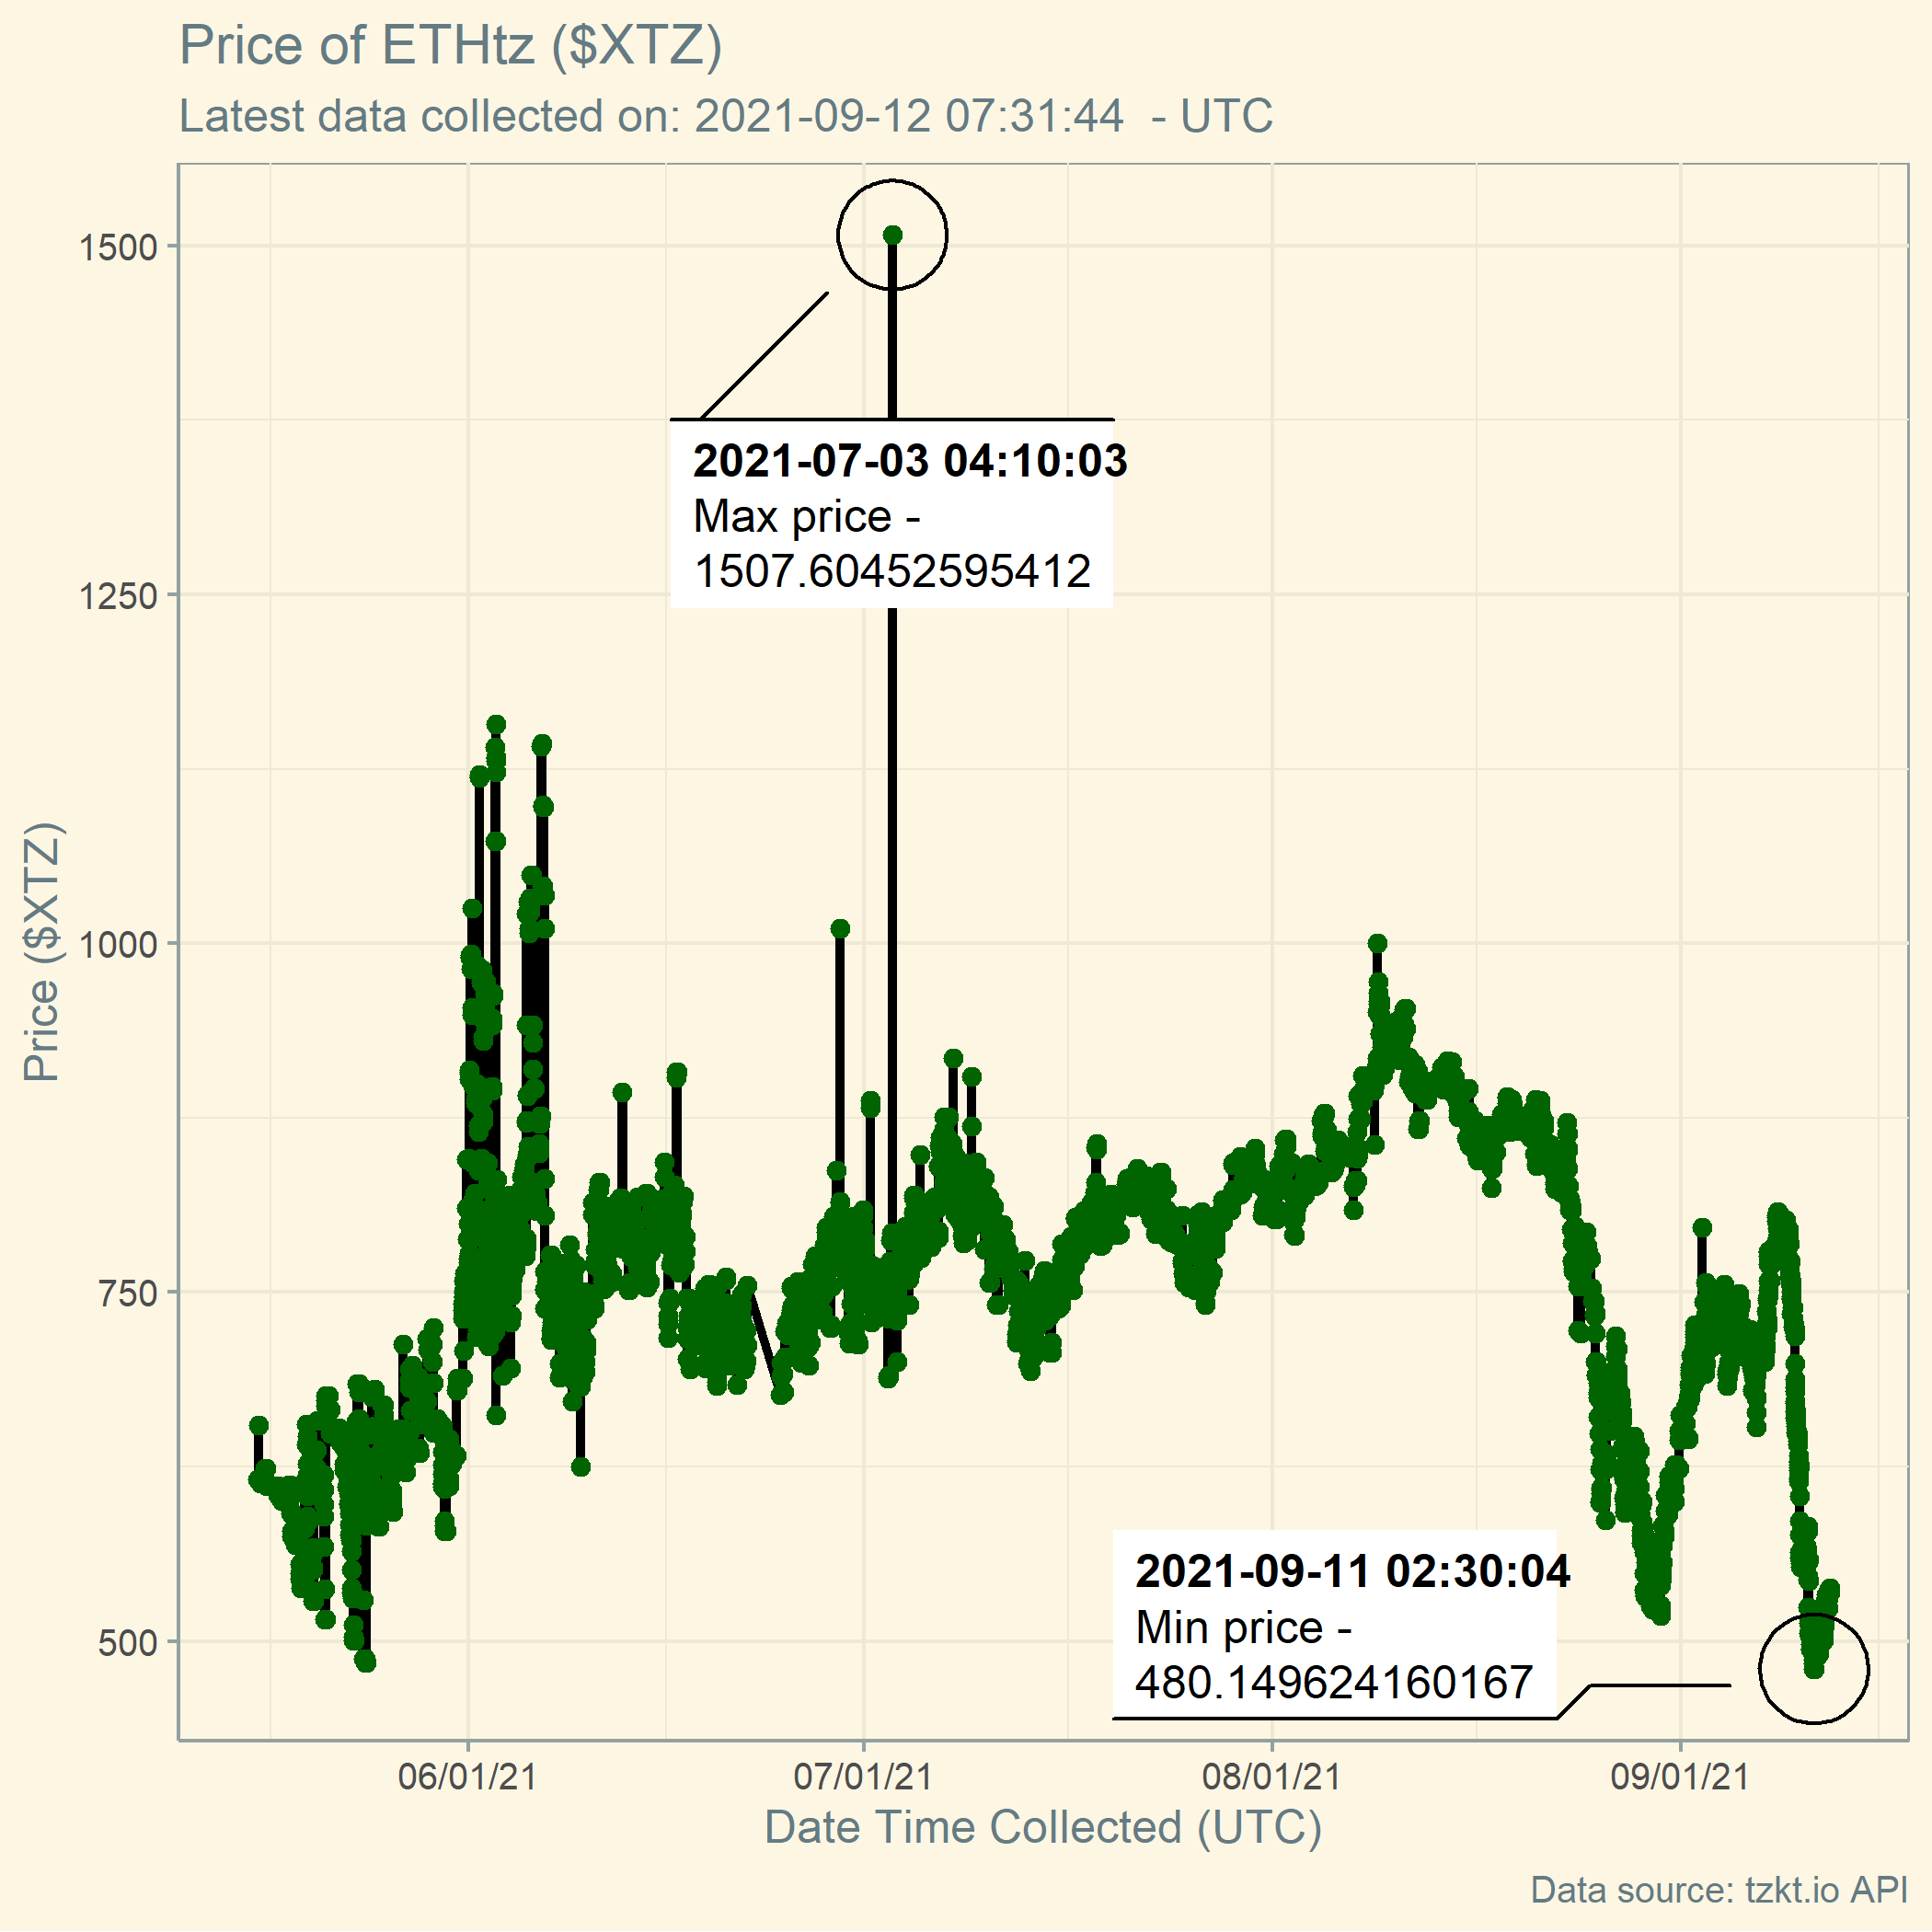 Price of ETHtz ($XTZ)
Latest data collected on: 2021-09-12 07:31:44  - UTC
1500
1250
1000
750
500
Price ($XTZ)
2021-07-03 04:10:03
Max price -
1507.60452595412
2021-09-11 02:30:04
Min price -
480.149624160167
06/01/21
07/01/21
08/01/21
09/01/21
Date Time Collected (UTC)
Data source: tzkt.io API